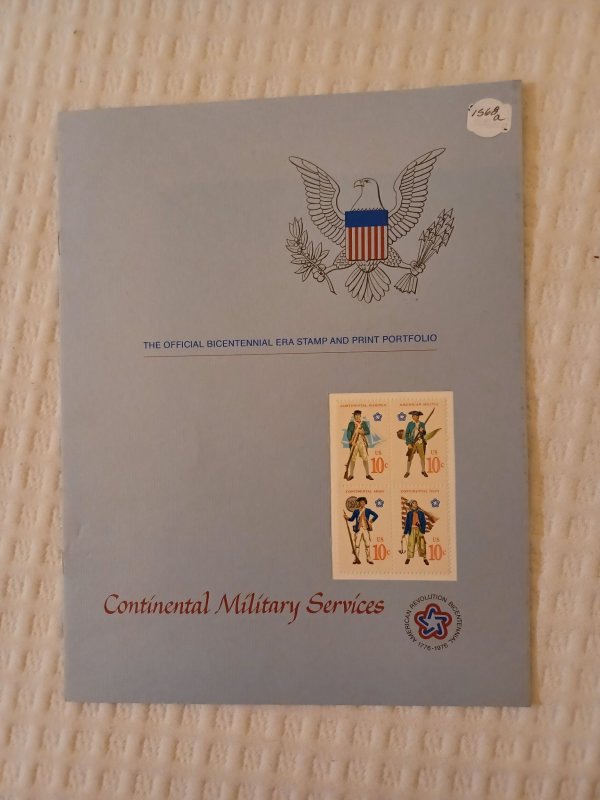 1568
a
THE OFFICIAL BICENTENNIAL ERA STAMP AND PRINT PORTFOLIO
CONTINENTAL MARINES
AMERICAN MILITIA
US
10c
US
10c
CONTINENTAL ARMY
CONTINENTAL NAVY
US
10c
US
10c
Continental Military Services
AMERICAN REVOLUTION BICENTENNIAL
1776-1976